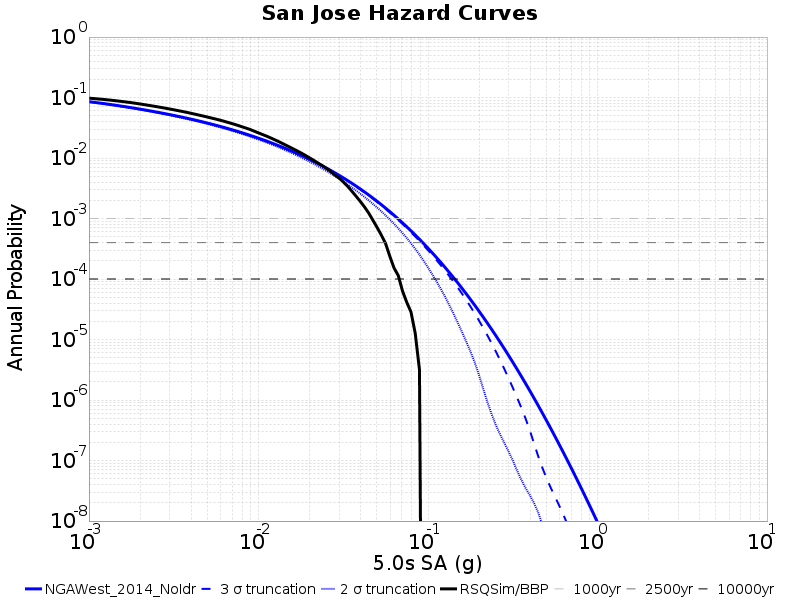 San Jose Hazard Curves
10^0
10^-1
10^-2
10^-3
10^-4
10^-5
10^-6
10^-7
10^-8
Annual Probability
10^-3 10^-2 10^-1 10^0 10^1
5.0s SA (g)
NGAWest_2014_NoIdr 3 σ truncation 2 σ truncation RSQSim/BBP 1000yr 2500yr 10000yr